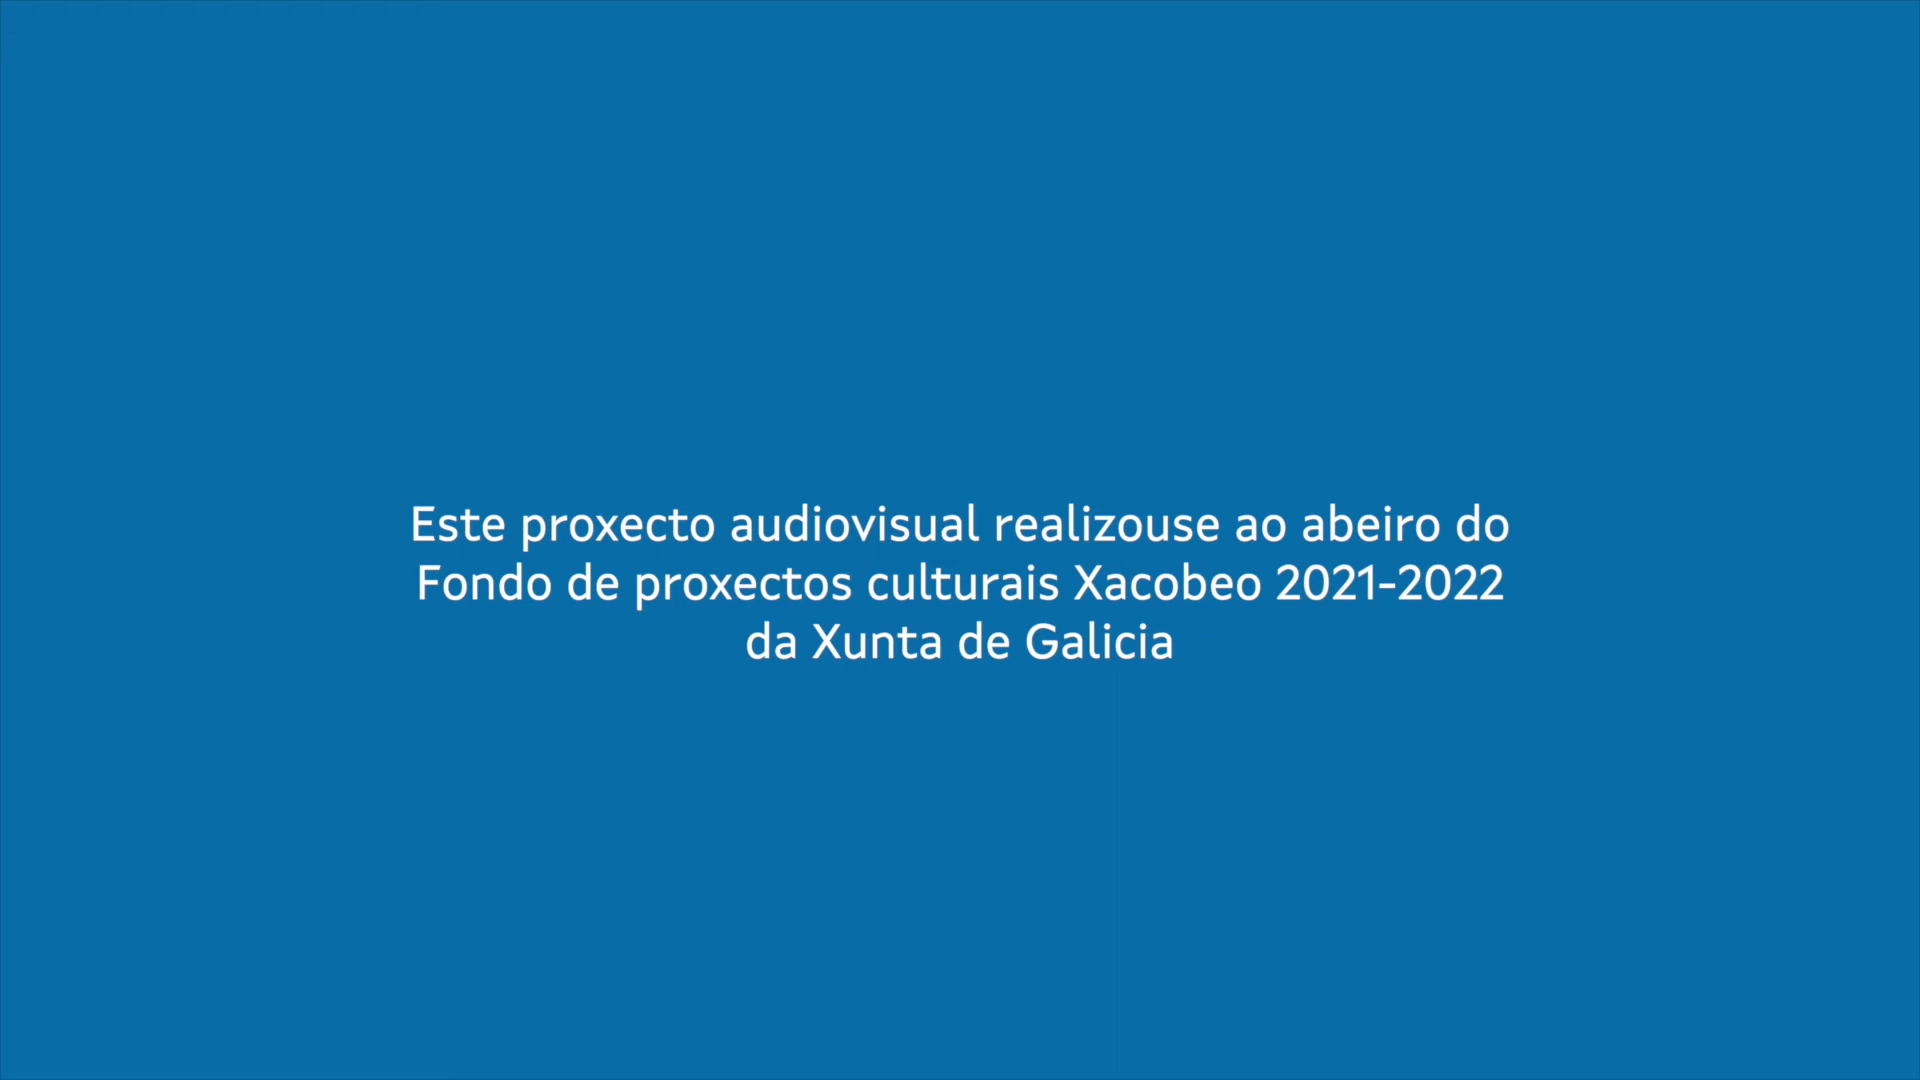 Este proxecto audiovisual realizouse ao abeiro do
Fondo de proxectos culturais Xacobeo 2021-2022
da Xunta de Galicia